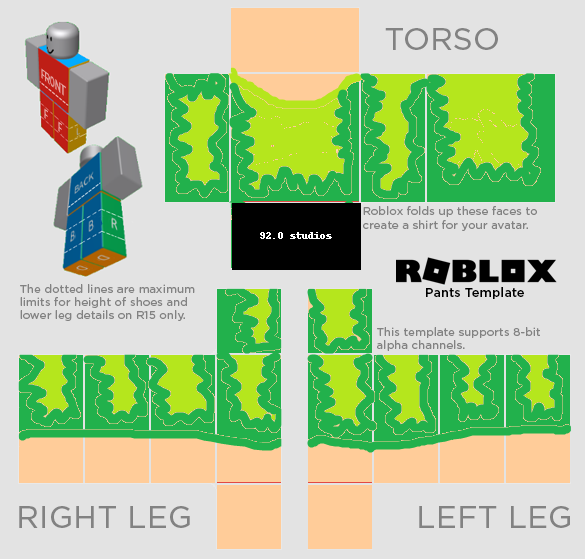 TORSO
FRONT
F F L
BACK
B B R
92.0 studios
Roblox folds up these faces to
create a shirt for your avatar.
ROBLOX
Pants Template
The dotted lines are maximum
limits for height of shoes and
lower leg details on R15 only.
This template supports 8-bit
alpha channels.
RIGHT LEG
LEFT LEG